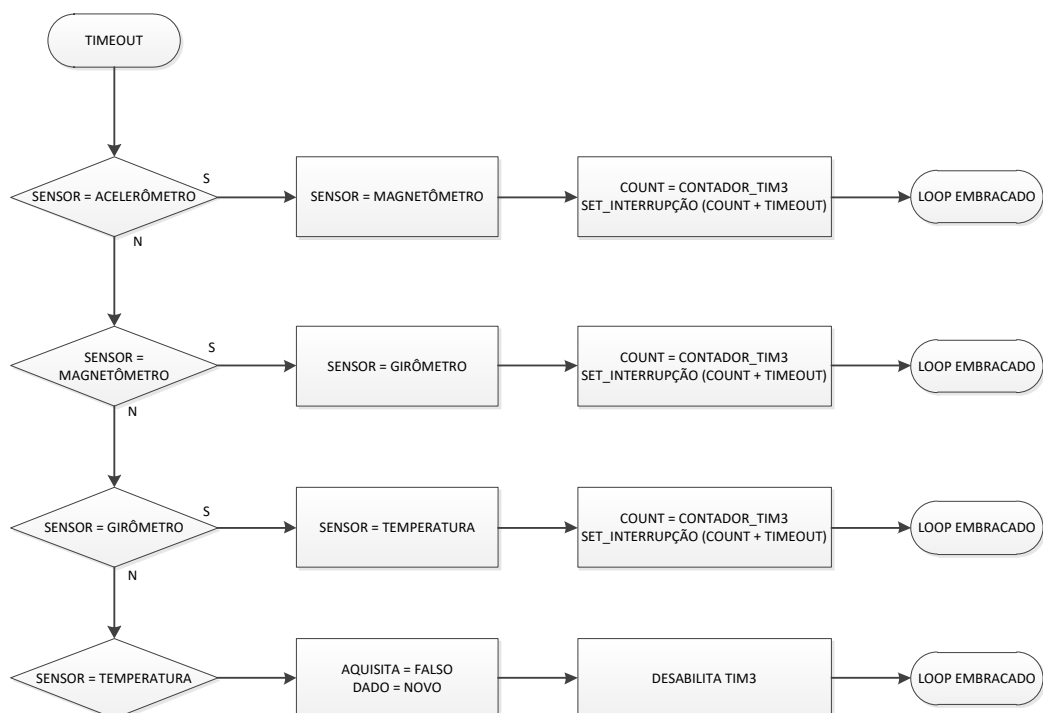 TIMEOUT
SENSOR = ACELERÔMETRO
S
SENSOR = MAGNETÔMETRO
COUNT = CONTADOR_TIM3
SET_INTERRUPÇÃO (COUNT + TIMEOUT)
LOOP EMBRACADO
N
SENSOR =
MAGNETÔMETRO
S
SENSOR = GIRÔMETRO
COUNT = CONTADOR_TIM3
SET_INTERRUPÇÃO (COUNT + TIMEOUT)
LOOP EMBRACADO
N
SENSOR = GIRÔMETRO
S
SENSOR = TEMPERATURA
COUNT = CONTADOR_TIM3
SET_INTERRUPÇÃO (COUNT + TIMEOUT)
LOOP EMBRACADO
N
SENSOR = TEMPERATURA
AQUISITA = FALSO
DADO = NOVO
DESABILITA TIM3
LOOP EMBRACADO